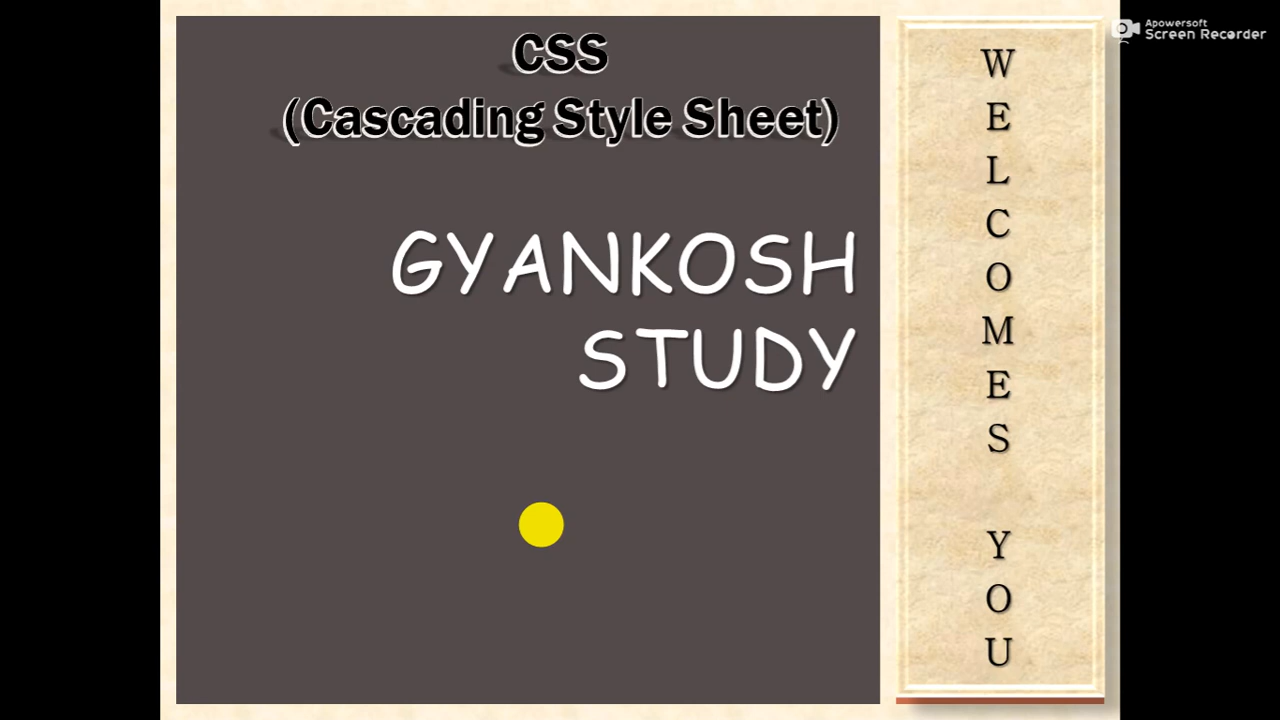 CSS
(Cascading Style Sheet)
GYANKOSH
STUDY
W
E
L
C
O
M
E
S
Y
O
U
Apowersoft
Screen Recorder